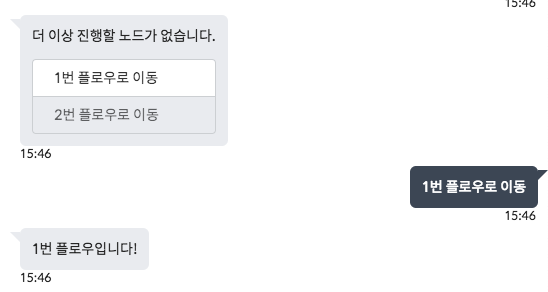 15:46
더 이상 진행할 노드가 없습니다.
1번 플로우로 이동
2번 플로우로 이동
15:46
1번 플로우로 이동
15:46
1번 플로우입니다!
15:46